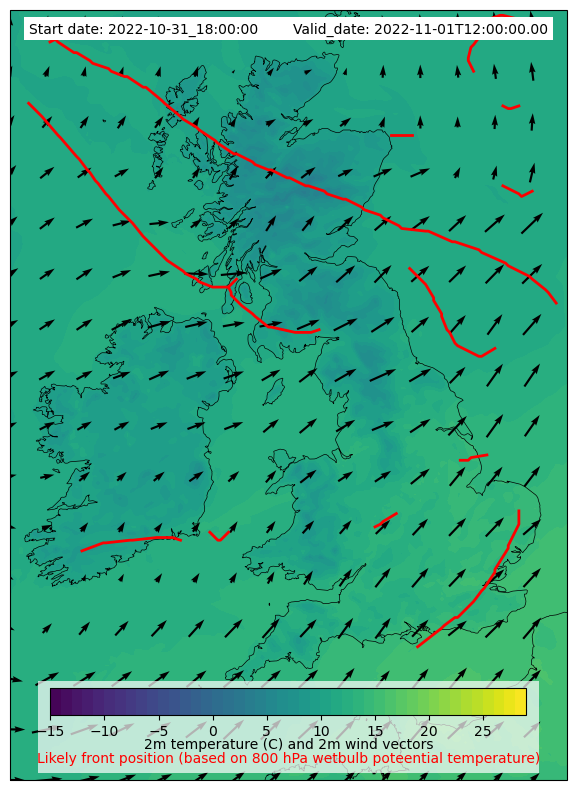 Start date: 2022-10-31_18:00:00 Valid_date: 2022-11-01T12:00:00.00
−15 −10 −5 0 5 10 15 20 25
2m temperature (C) and 2m wind vectors
Likely front position (based on 800 hPa wetbulb poteential temperature)